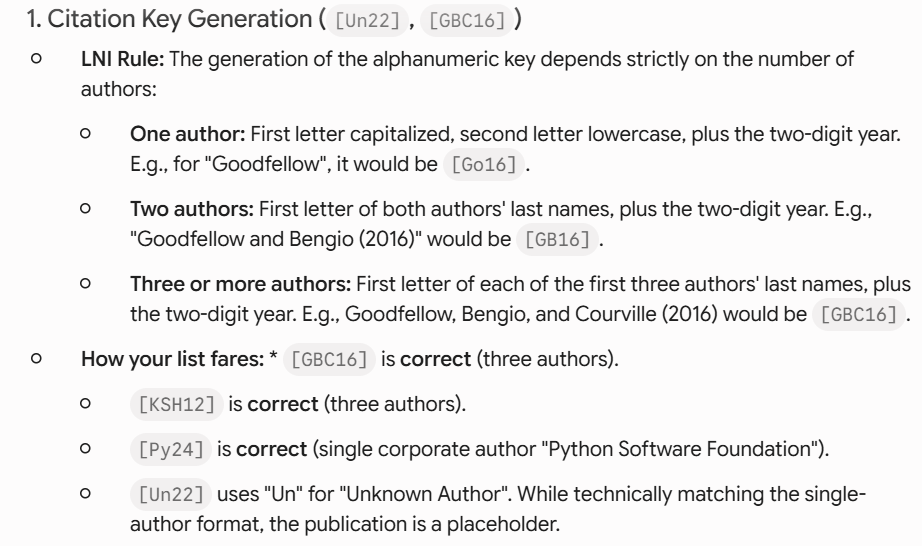 1. Citation Key Generation ( [Un22] , [GBC16] )
LNI Rule: The generation of the alphanumeric key depends strictly on the number of
authors:
One author: First letter capitalized, second letter lowercase, plus the two-digit year.
E.g., for "Goodfellow", it would be [Go16] .
Two authors: First letter of both authors' last names, plus the two-digit year. E.g.,
"Goodfellow and Bengio (2016)" would be [GB16] .
Three or more authors: First letter of each of the first three authors' last names, plus
the two-digit year. E.g., Goodfellow, Bengio, and Courville (2016) would be [GBC16] .
How your list fares: * [GBC16] is correct (three authors).
[KSH12] is correct (three authors).
[Py24] is correct (single corporate author "Python Software Foundation").
[Un22] uses "Un" for "Unknown Author". While technically matching the single-
author format, the publication is a placeholder.